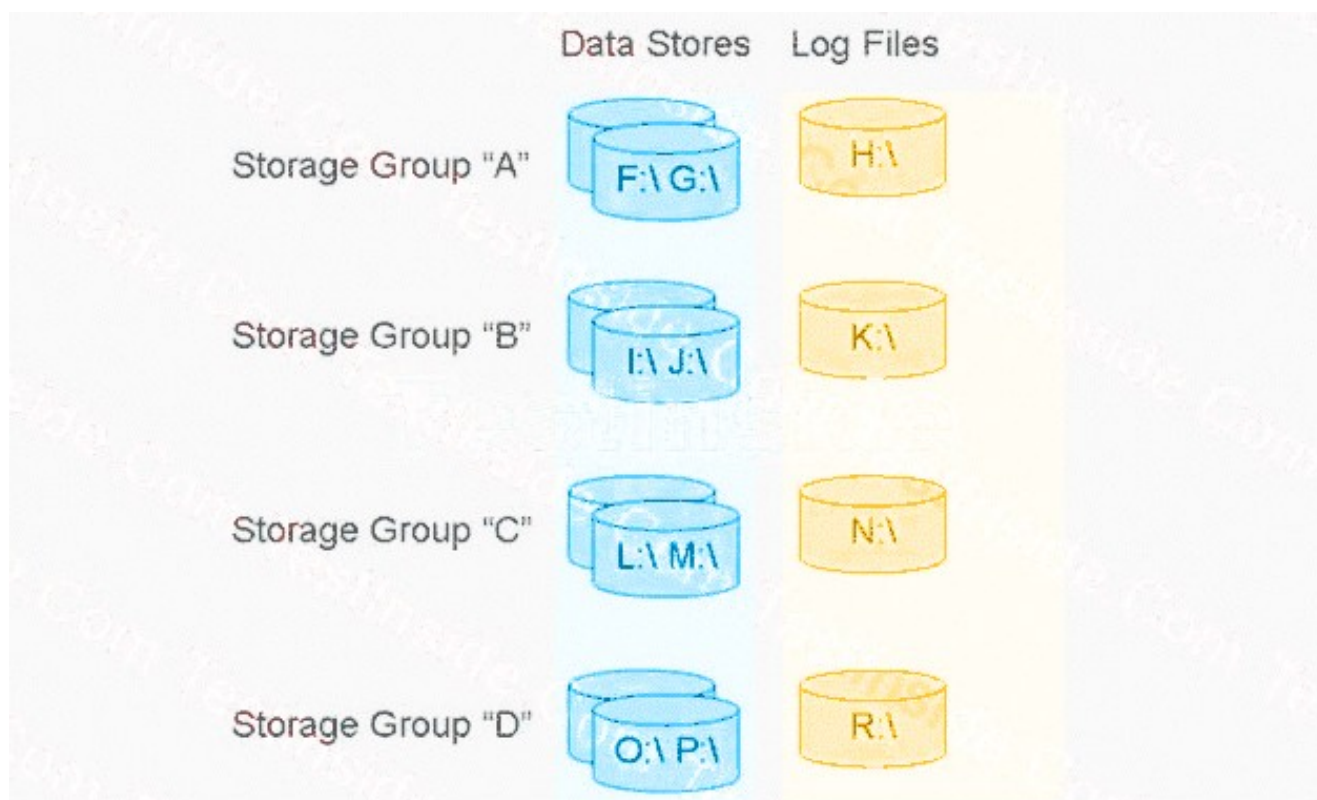 Data Stores Log Files
Storage Group “A” F:\ G:\ H:\
Storage Group “B” I:\ J:\ K:\
Storage Group “C” L:\ M:\ N:\
Storage Group “D” O:\ P:\ R:\